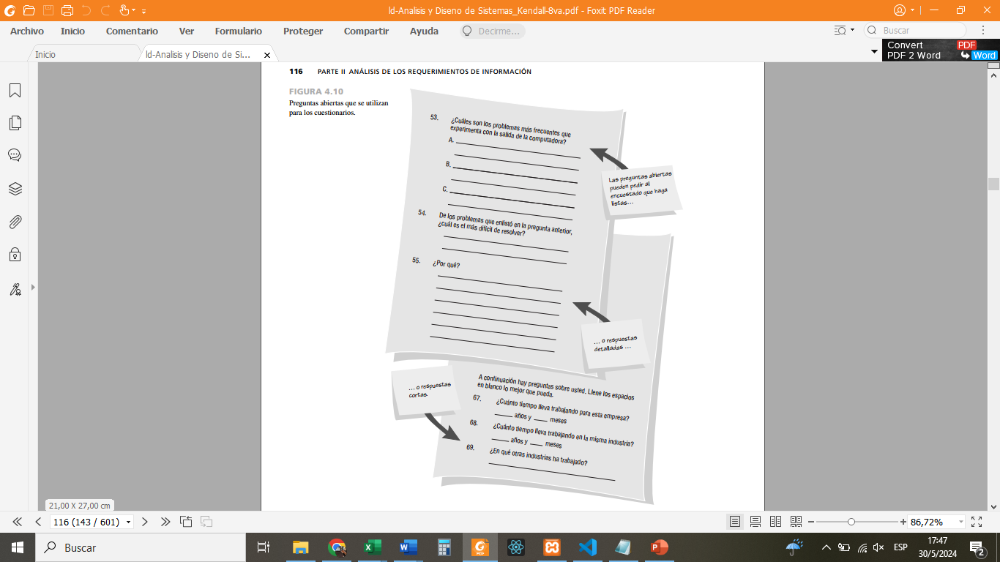 ld-Analisis y Diseno de Sistemas_Kendall-8va.pdf - Foxit PDF Reader
Archivo Inicio Comentario Ver Formulario Proteger Compartir Ayuda Decirme... Buscar
Inicio
ld-Analisis y Diseno de Si...
Convert PDF
PDF 2 Word Word
116 PARTE II ANÁLISIS DE LOS REQUERIMIENTOS DE INFORMACIÓN
FIGURA 4.10
Preguntas abiertas que se utilizan
para los cuestionarios.
53. ¿Cuáles son los problemas más frecuentes que
experimenta con la salida de la computadora?
A.
B.
C.
Las preguntas abiertas
pueden pedir al
encuestado que haga
listas...
54. De los problemas que enlistó en la pregunta anterior,
¿cuál es el más difícil de resolver?
55. ¿Por qué?
... o respuestas
detalladas ...
... o respuestas
cortas.
A continuación hay preguntas sobre usted. Llene los espacios
en blanco lo mejor que pueda.
67. ¿Cuánto tiempo lleva trabajando para esta empresa?
años y meses
68. ¿Cuánto tiempo lleva trabajando en la misma industria?
años y meses
69. ¿En qué otras industrias ha trabajado?
21,00 X 27,00 cm
116 (143 / 601)
86,72%
Buscar
ESP
17:47
30/5/2024
2